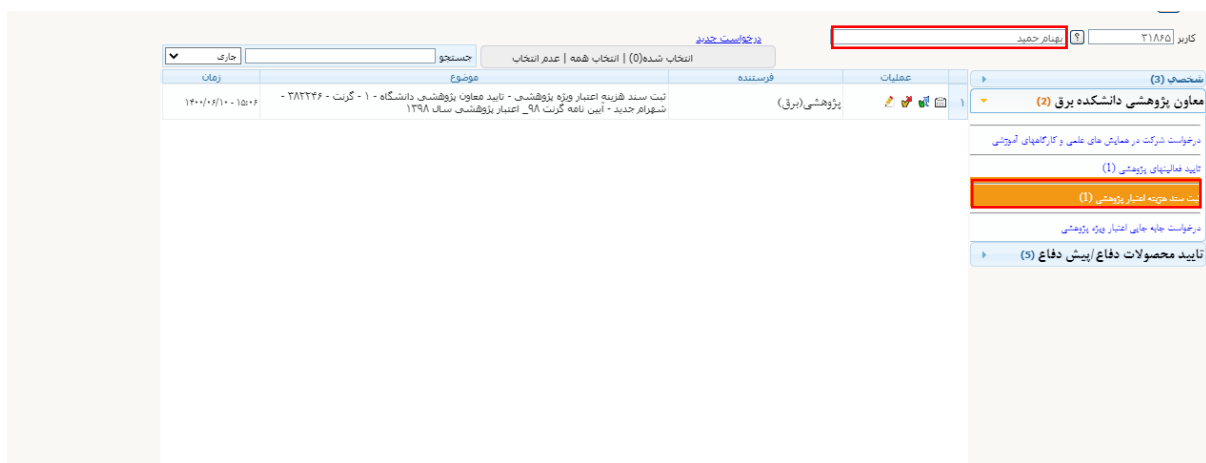 کاربر ۳۱۸۶۵ ? بهنام حمید
درخواست جدید
انتخاب شده(0) | انتخاب همه | عدم انتخاب جستجو جاری
عملیات فرستنده موضوع زمان
۱ پژوهشی(برق) ثبت سند هزینه اعتبار ویژه پژوهشی - تایید معاون پژوهشی دانشگاه - ۱ - گرنت - ۳۸۲۲۴۶ -
شهرام جدید - آیین نامه گرنت ۹۸_ اعتبار پژوهشی سال ۱۳۹۸
۱۴۰۰/۰۶/۱۰ - ۱۵:۰۶
شخصی (3)
معاون پژوهشی دانشکده برق (2)
درخواست شرکت در همایش های علمی و کارگاههای آموزشی
تایید فعالیتهای پژوهشی (1)
ثبت سند هزینه اعتبار پژوهشی (1)
درخواست جابه جایی اعتبار ویژه پژوهشی
تایید محصولات دفاع/پیش دفاع (5)